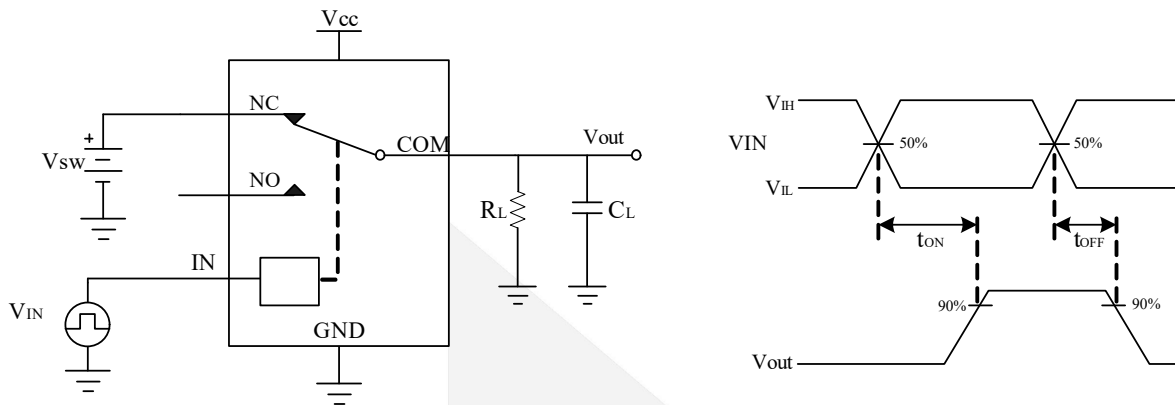 Vcc
NC
COM
Vout
+
Vsw
NO
RL
CL
IN
VIN
GND
VIH
VIN
50%
50%
VIL
tON
tOFF
90%
90%
Vout